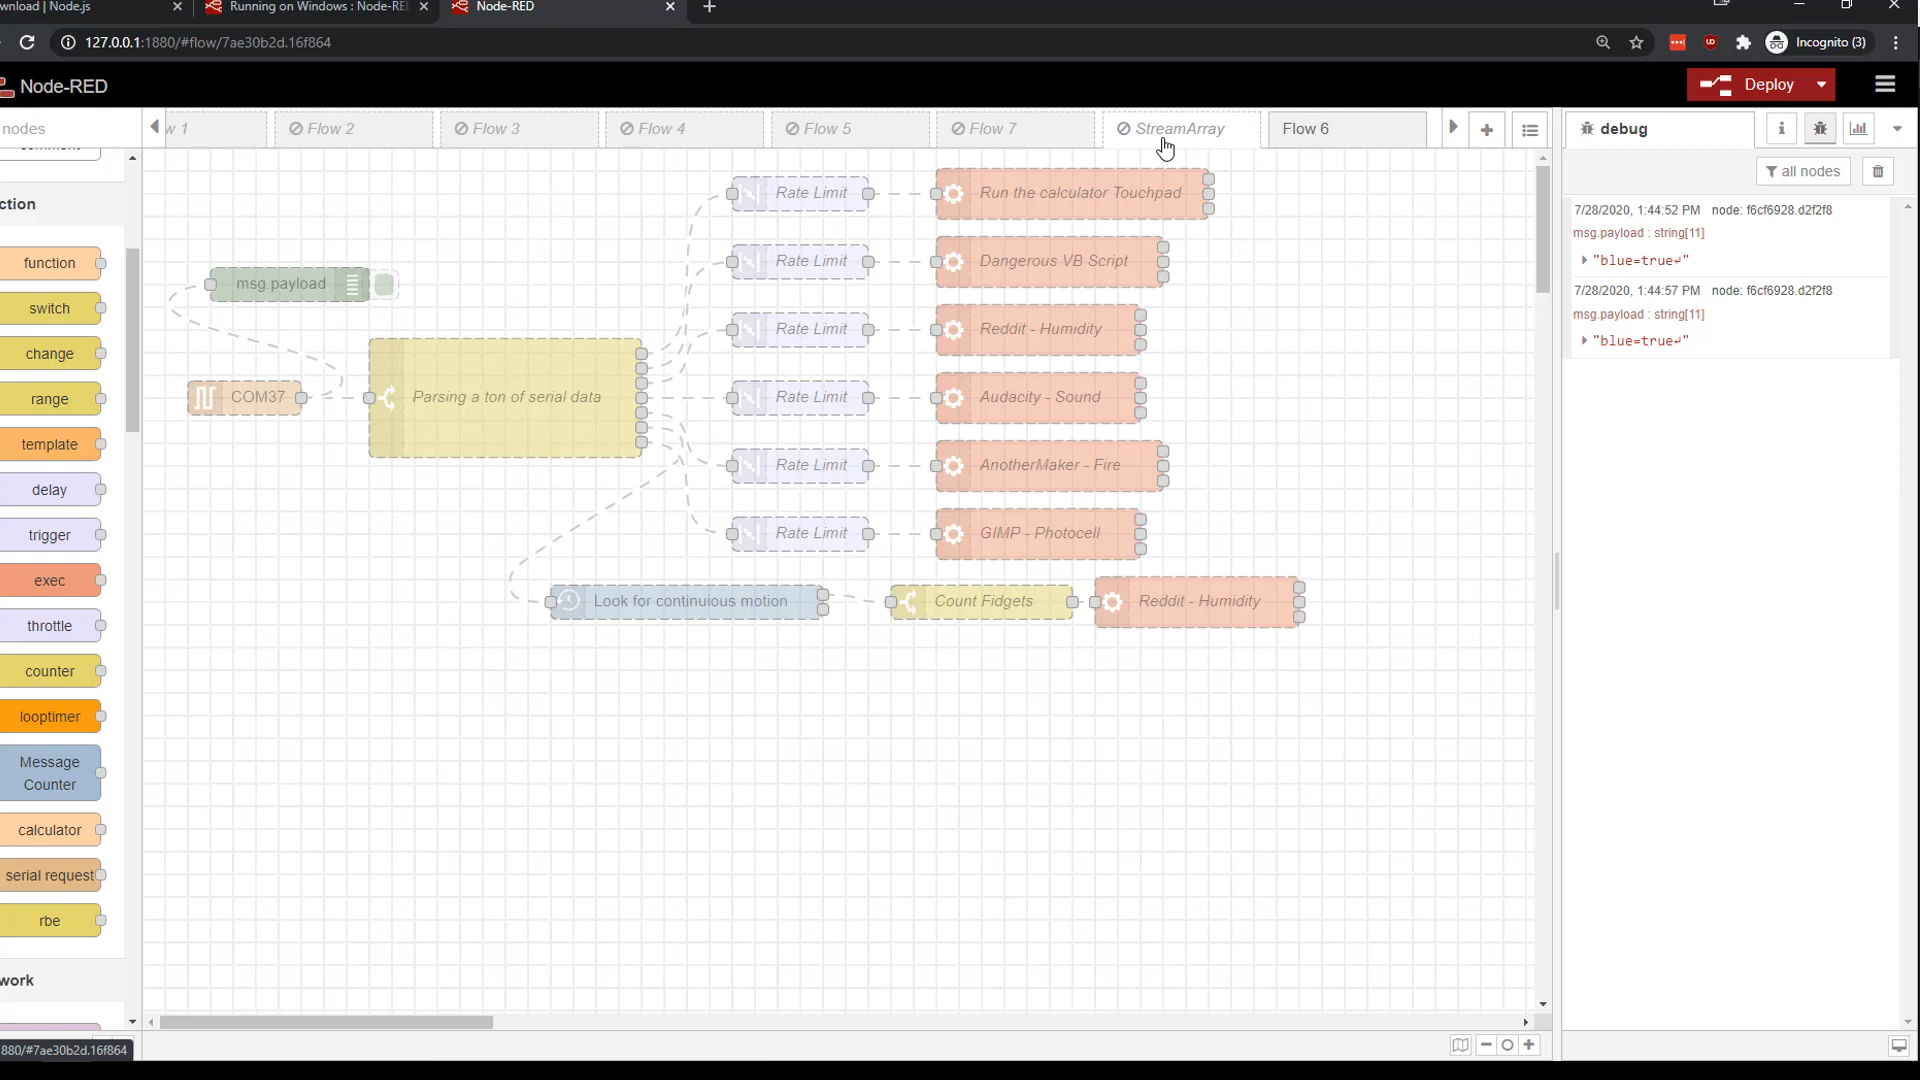 wnload | Node.js
Running on Windows : Node-RE
Node-RED
127.0.0.1:1880/#flow/7ae30b2d.16f864
Incognito (3)
Node-RED
Deploy
nodes
w 1
Flow 2
Flow 3
Flow 4
Flow 5
Flow 7
StreamArray
Flow 6
debug
all nodes
ction
function
switch
change
range
template
delay
trigger
exec
throttle
counter
looptimer
Message
Counter
calculator
serial request
rbe
work
880/#7ae30b2d.16f864
msg.payload
COM37
Parsing a ton of serial data
Rate Limit
Run the calculator Touchpad
Rate Limit
Dangerous VB Script
Rate Limit
Reddit - Humidity
Rate Limit
Audacity - Sound
Rate Limit
AnotherMaker - Fire
Rate Limit
GIMP - Photocell
Look for continuious motion
Count Fidgets
Reddit - Humidity
7/28/2020, 1:44:52 PM node: f6cf6928.d2f2f8
msg.payload : string[11]
"blue=true↵"
7/28/2020, 1:44:57 PM node: f6cf6928.d2f2f8
msg.payload : string[11]
"blue=true↵"